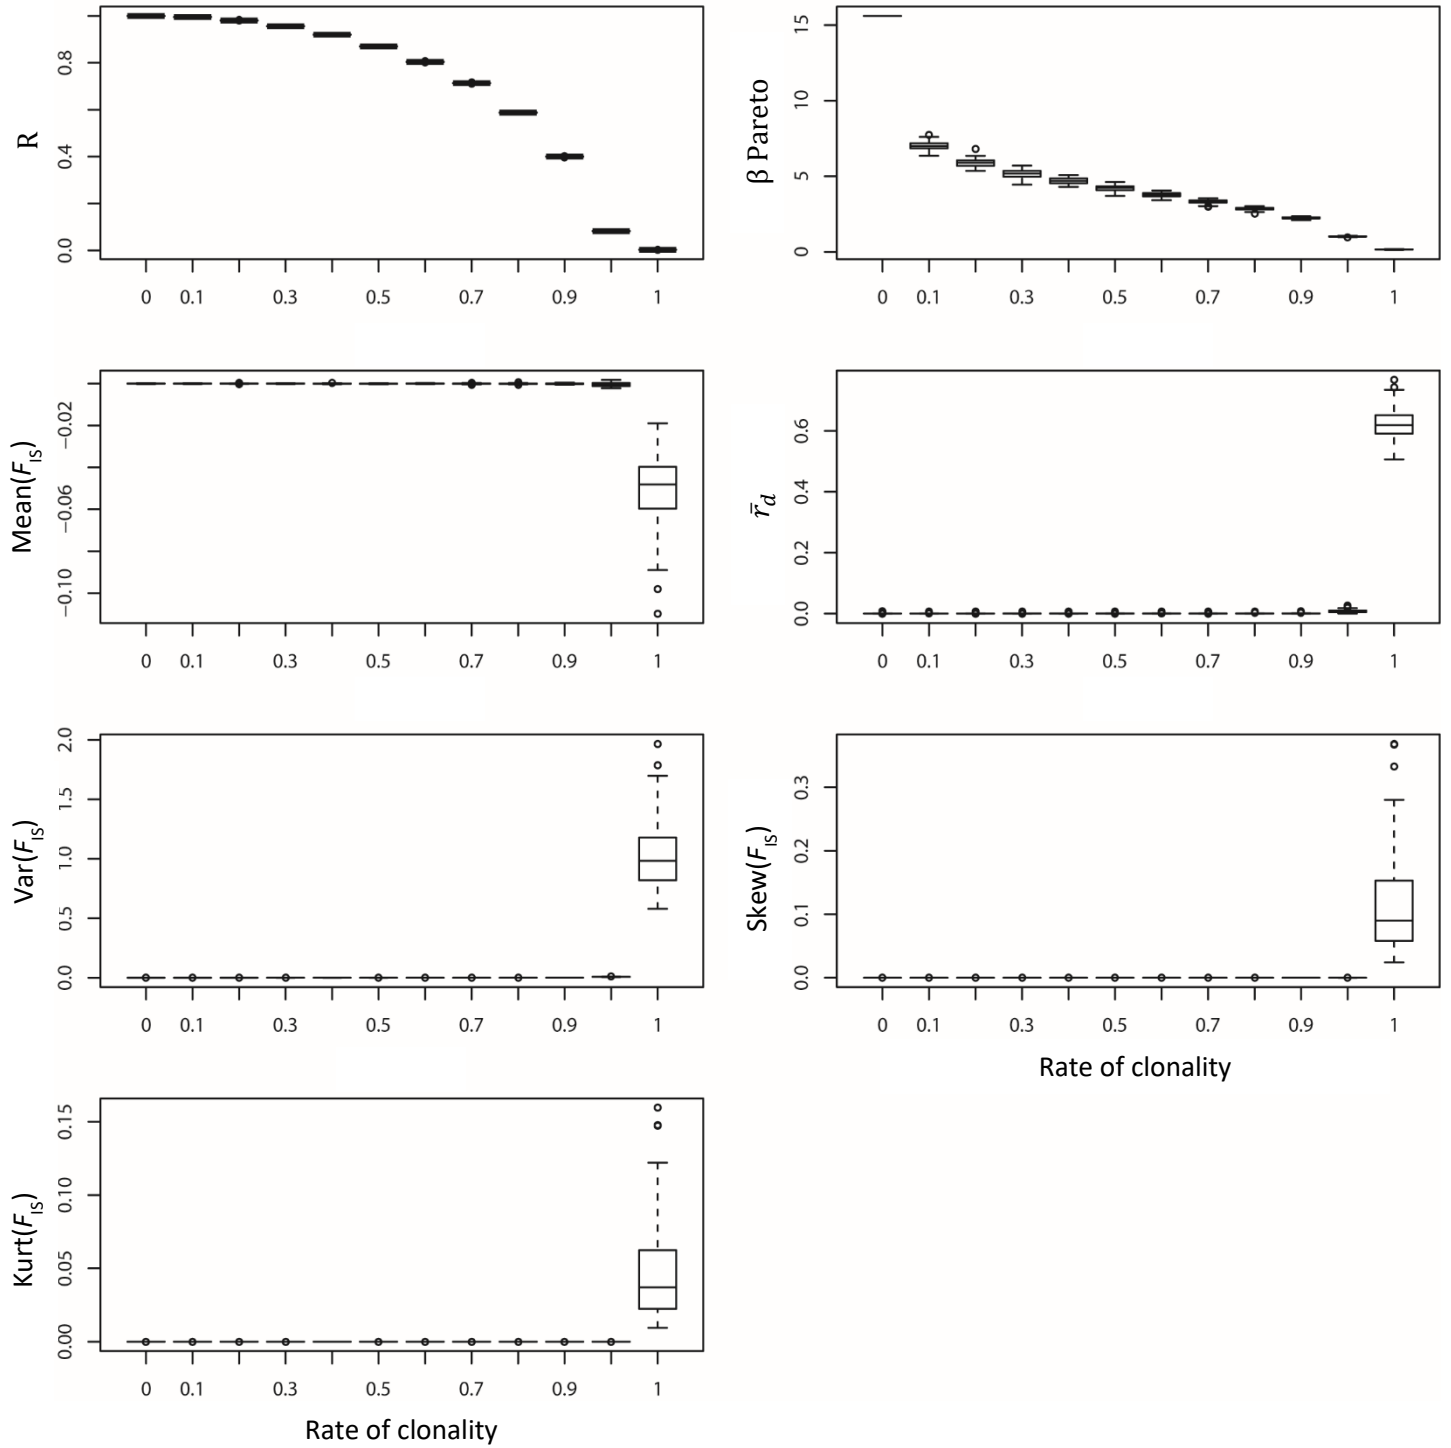 R
0.0 0.4 0.8
0 0.1 0.3 0.5 0.7 0.9 1
β Pareto
0 5 10 15
0 0.1 0.3 0.5 0.7 0.9 1
Mean(F_IS)
−0.10 −0.06 −0.02
0 0.1 0.3 0.5 0.7 0.9 1
r̄_d
0.0 0.2 0.4 0.6
0 0.1 0.3 0.5 0.7 0.9 1
Var(F_IS)
0.0 0.5 1.0 1.5 2.0
0 0.1 0.3 0.5 0.7 0.9 1
Skew(F_IS)
0.0 0.1 0.2 0.3
0 0.1 0.3 0.5 0.7 0.9 1
Rate of clonality
Kurt(F_IS)
0.00 0.05 0.10 0.15
0 0.1 0.3 0.5 0.7 0.9 1
Rate of clonality